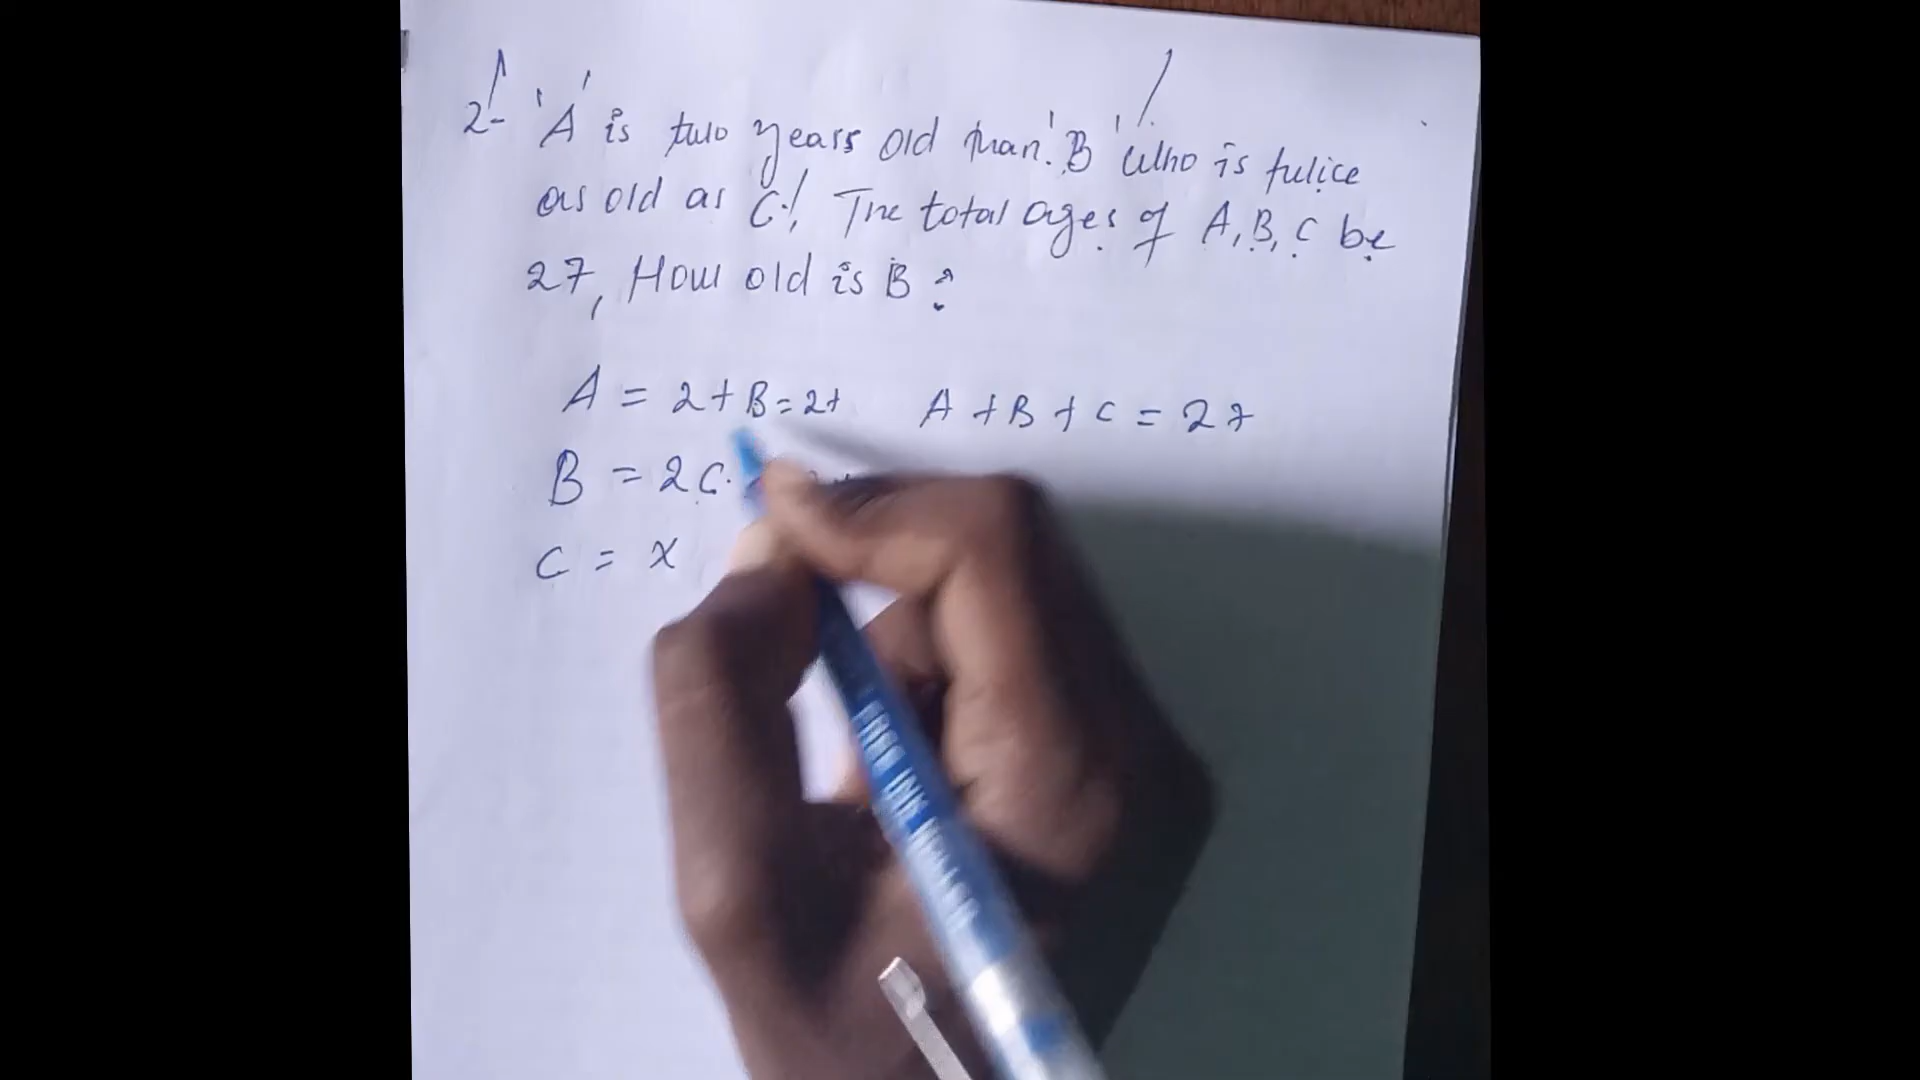 2- 'A' is two years old than 'B' who is twice
as old as C! The total ages of A, B, C be
27, How old is B?
A = 2+B=2+ A+B+C = 27
B = 2C.
C = x